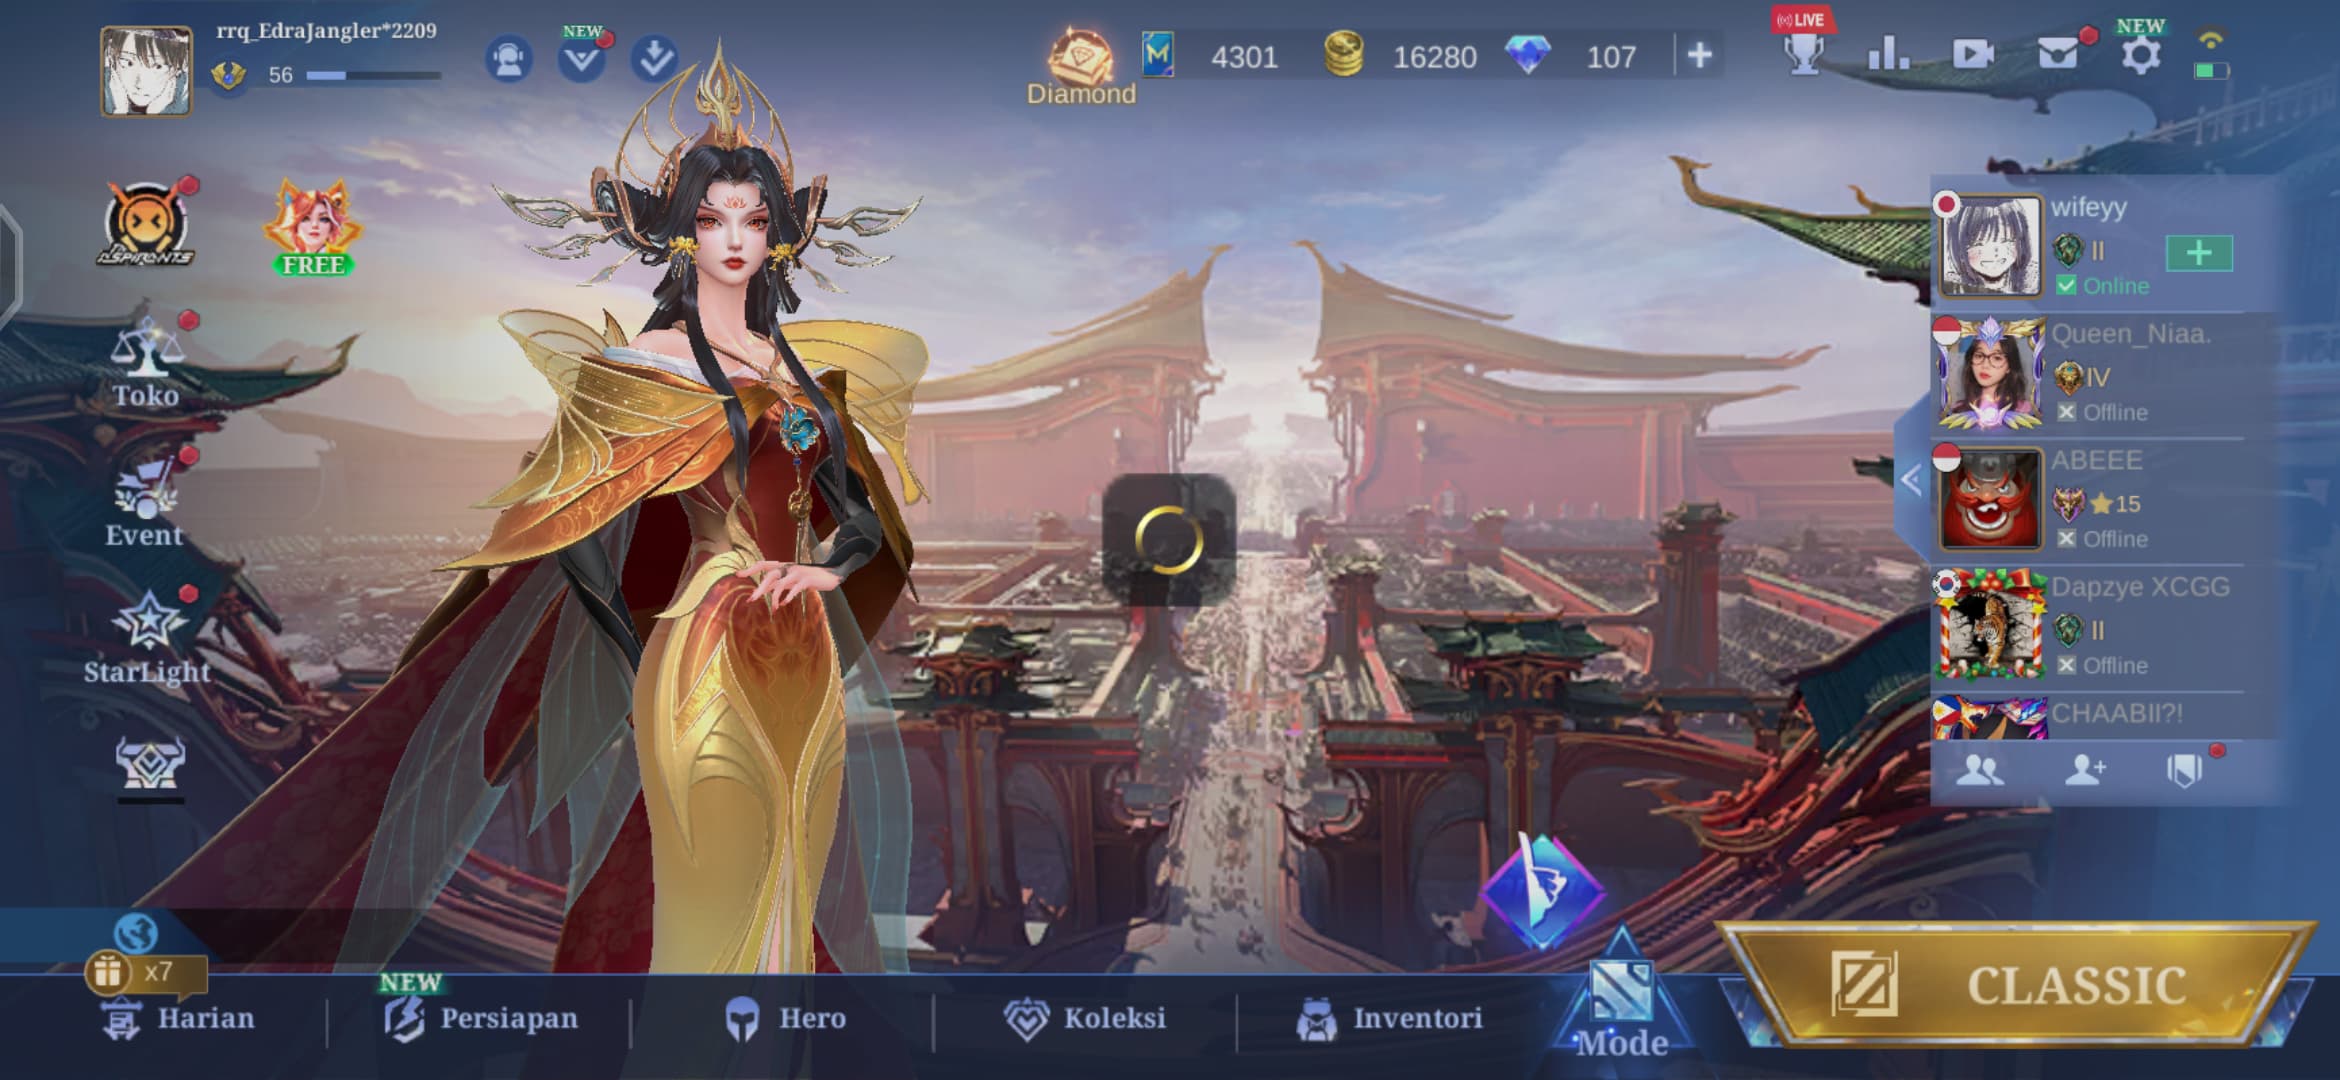 rrq_EdraJangler*2209
56
NEW
Diamond
4301
16280
107
LIVE
NEW
FREE
Toko
Event
StarLight
wifeyy
II
Online
Queen_Niaa.
IV
Offline
ABEEE
15
Offline
Dapzye XCGG
II
Offline
CHAABII?!
x7
Harian
NEW
Persiapan
Hero
Koleksi
Inventori
Mode
CLASSIC